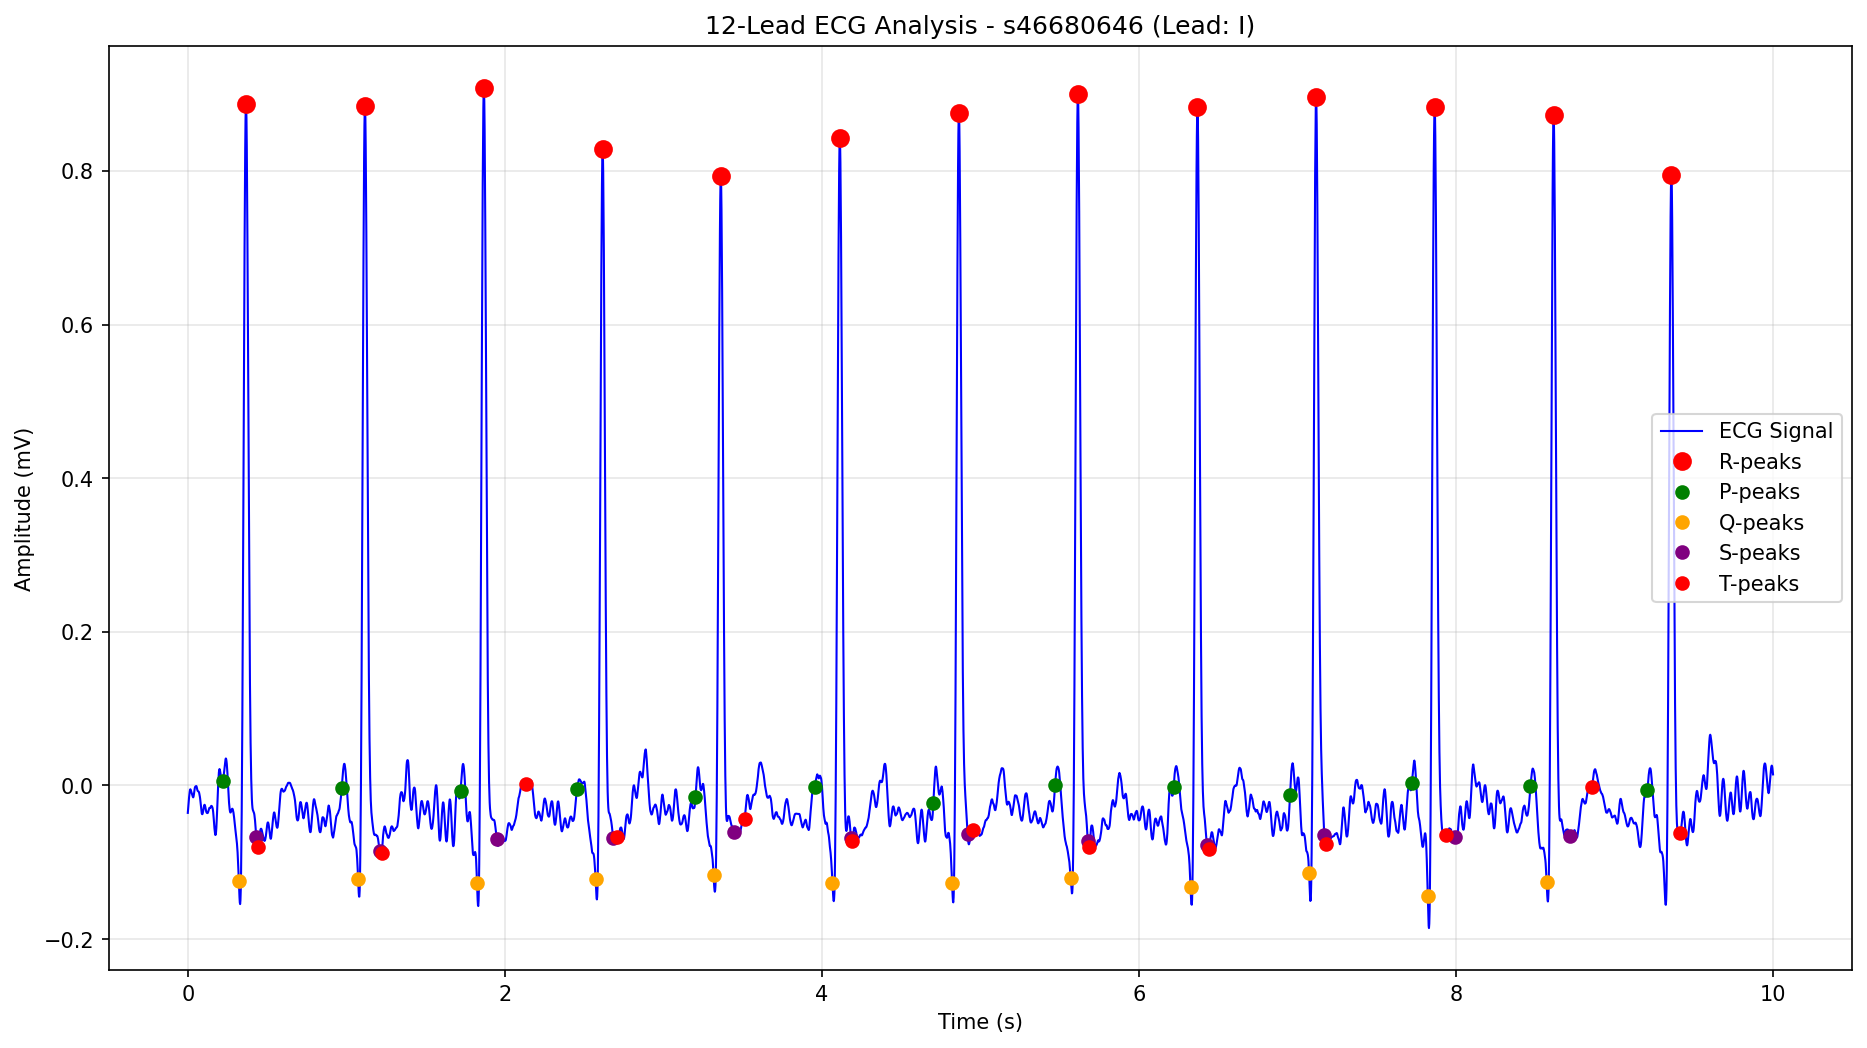 12-Lead ECG Analysis - s46680646 (Lead: I)
Amplitude (mV)
0.8
0.6
0.4
0.2
0.0
−0.2
ECG Signal
R-peaks
P-peaks
Q-peaks
S-peaks
T-peaks
0 2 4 6 8 10
Time (s)